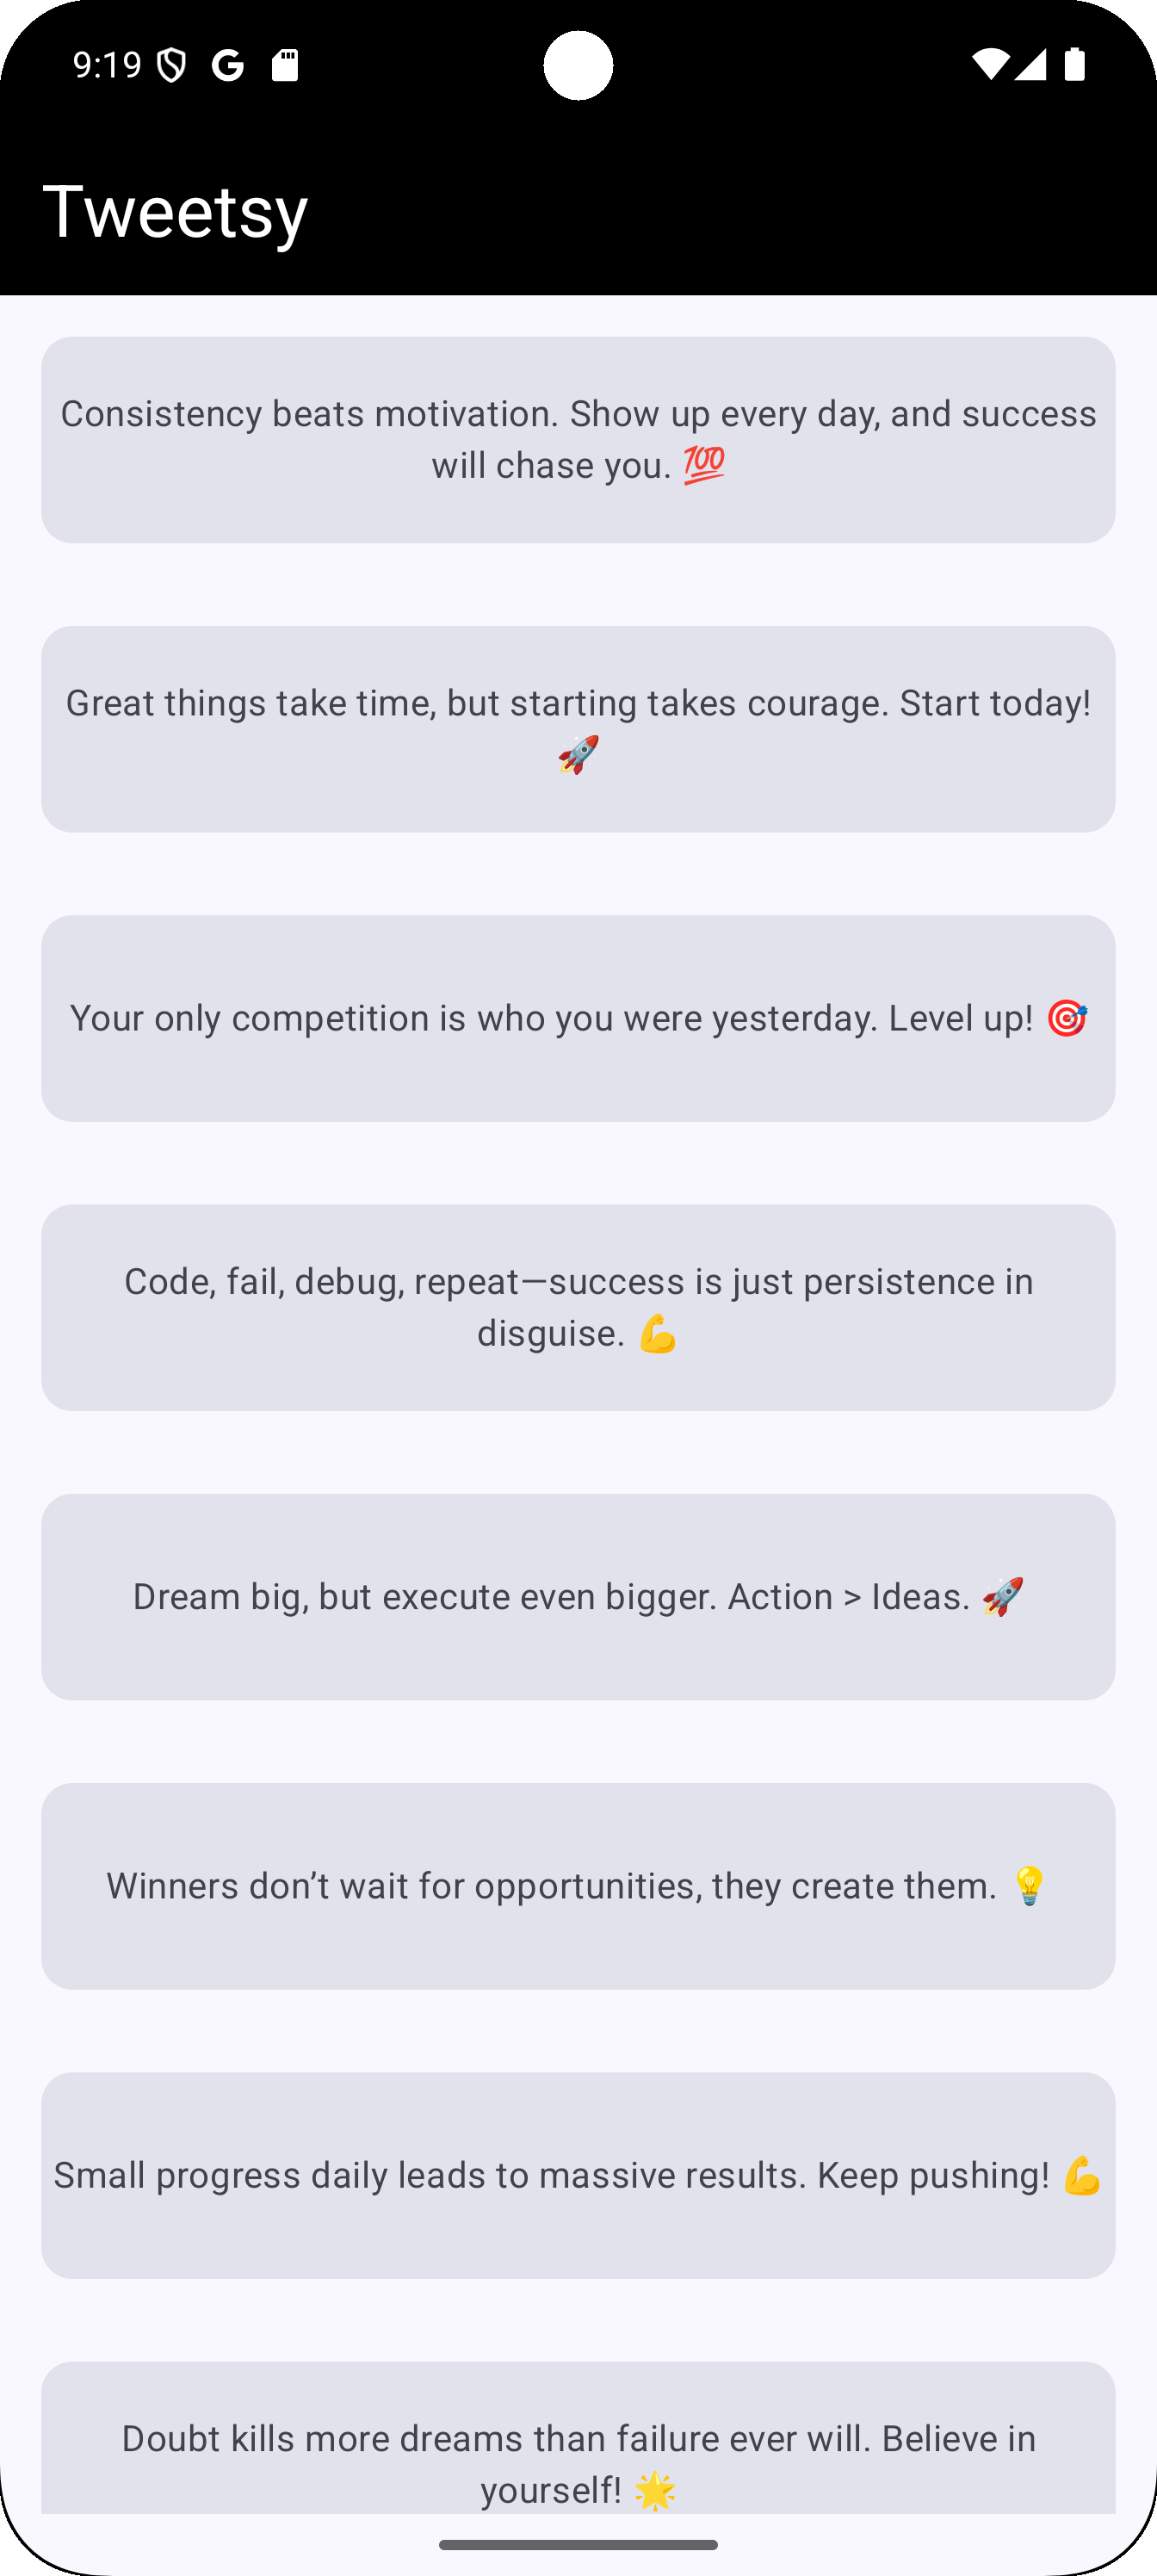 9:19
Tweetsy
Consistency beats motivation. Show up every day, and success
will chase you. 💯
Great things take time, but starting takes courage. Start today!
🚀
Your only competition is who you were yesterday. Level up! 🎯
Code, fail, debug, repeat—success is just persistence in
disguise. 💪
Dream big, but execute even bigger. Action > Ideas. 🚀
Winners don’t wait for opportunities, they create them. 💡
Small progress daily leads to massive results. Keep pushing! 💪
Doubt kills more dreams than failure ever will. Believe in
yourself! 🌟